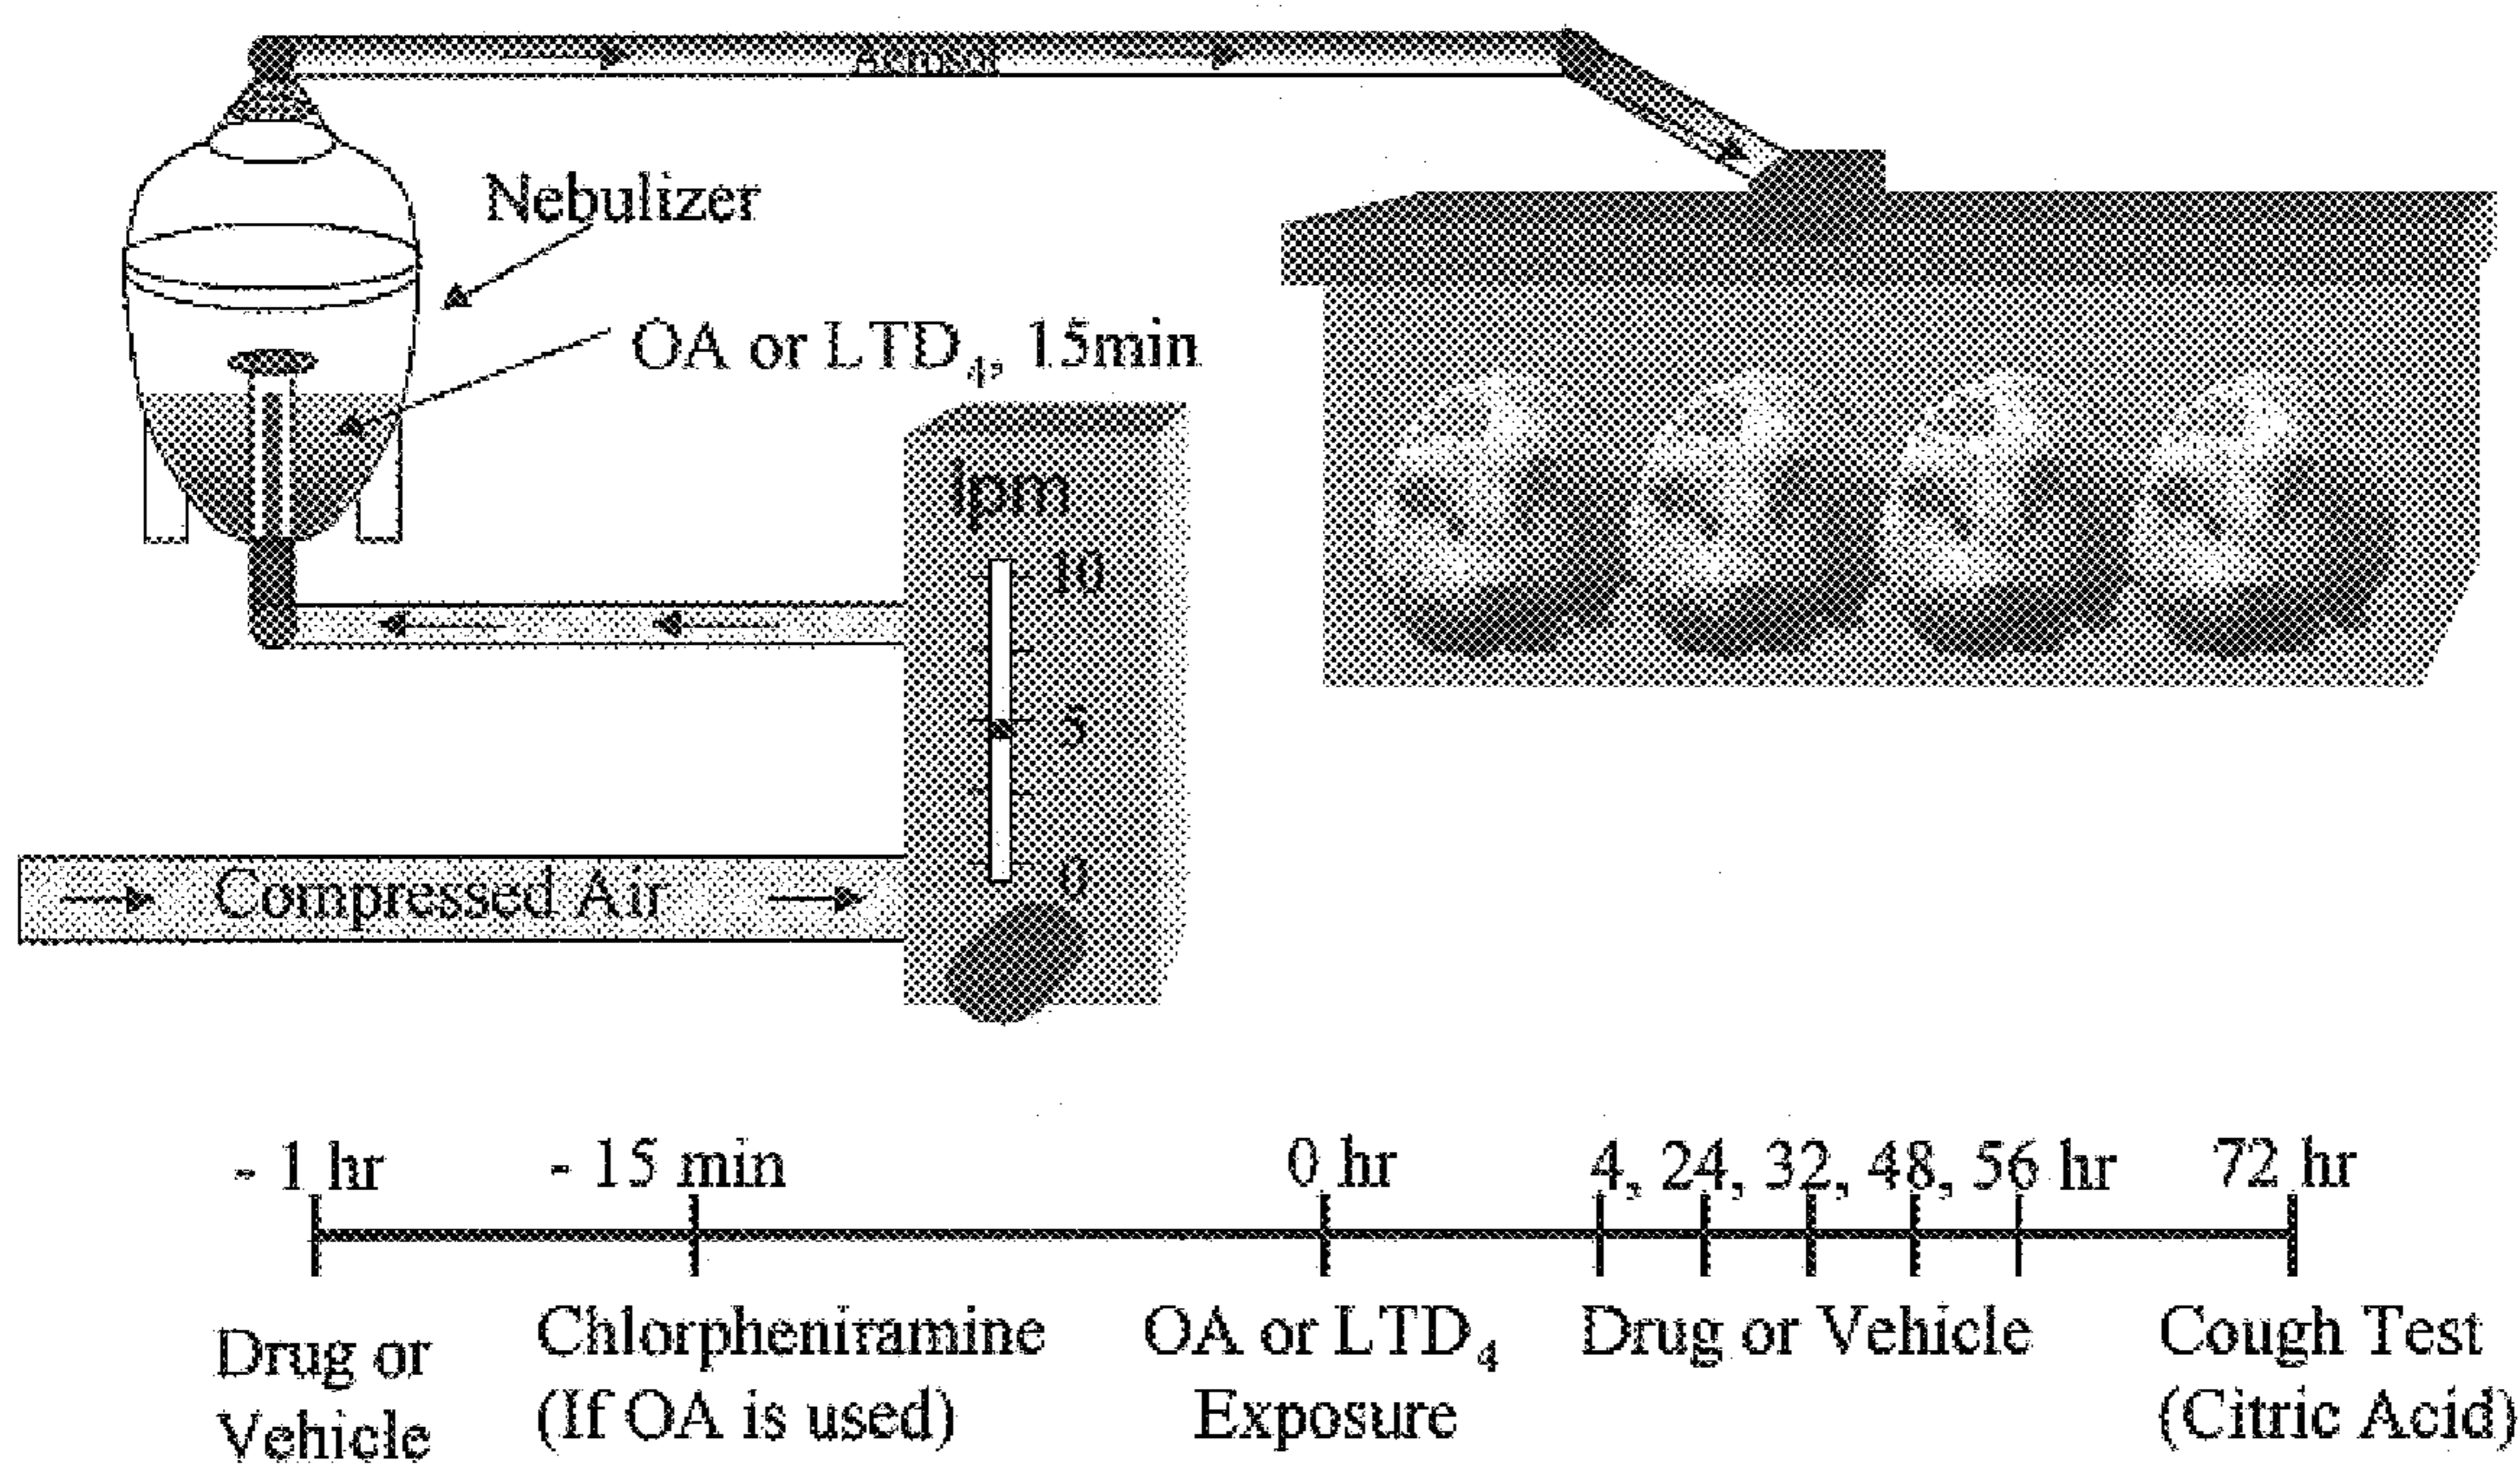 Aerosol
Nebulizer
OA or LTD₄, 15min
lpm
10
5
0
Compressed Air
- 1 hr
- 15 min
0 hr
4, 24, 32, 48, 56 hr
72 hr
Drug or
Vehicle
Chlorpheniramine
(If OA is used)
OA or LTD₄
Exposure
Drug or Vehicle
Cough Test
(Citric Acid)